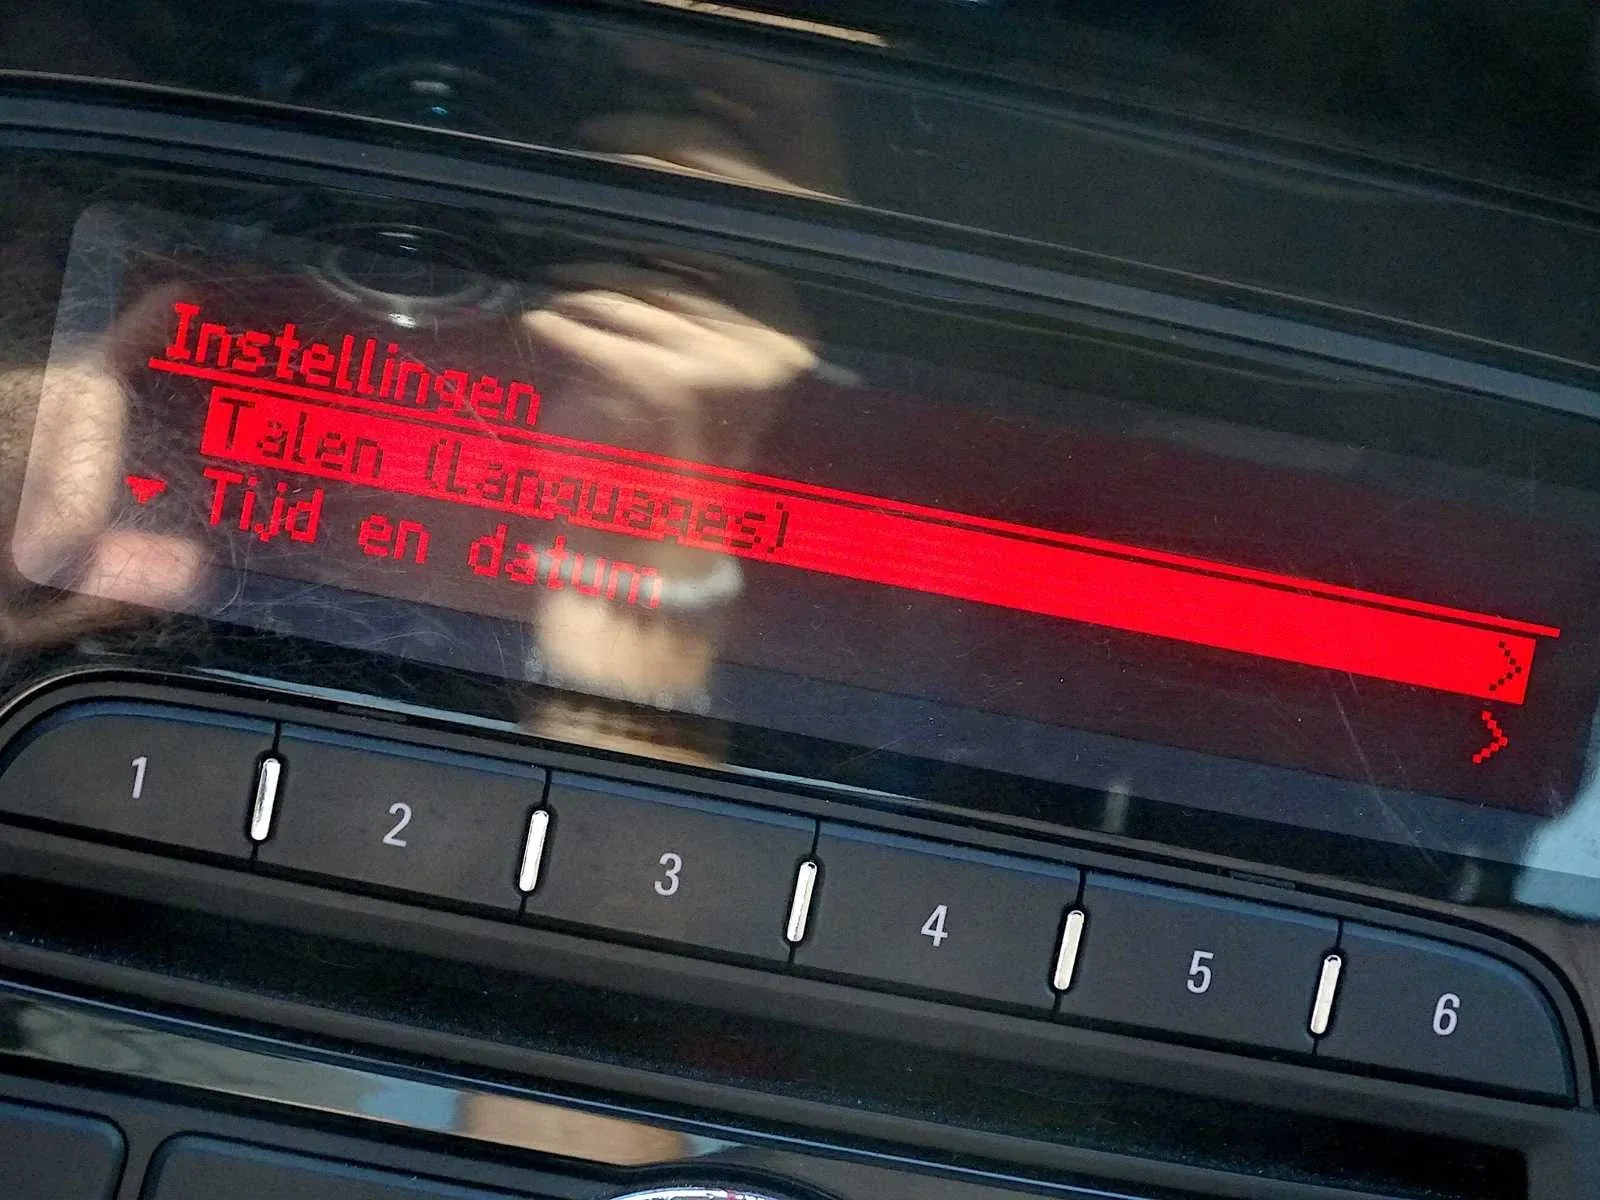 Instellingen
Talen (Languages)
Tijd en datum
1 2 3 4 5 6